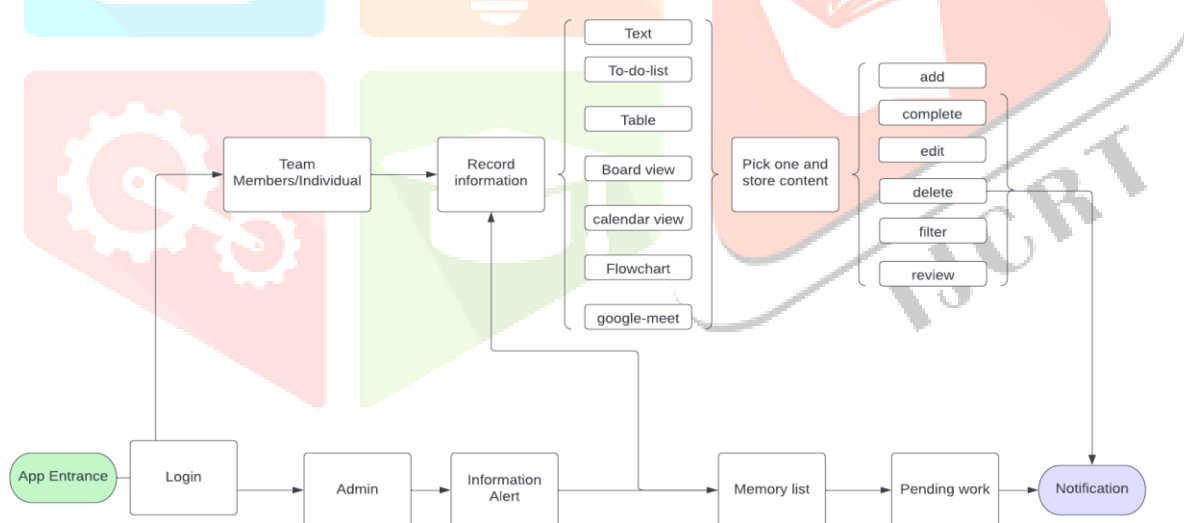 Text
To-do-list
Table
Board view
calendar view
Flowchart
google-meet
Team
Members/Individual
Record
information
Pick one and
store content
add
complete
edit
delete
filter
review
IJCRT
App Entrance
Login
Admin
Information
Alert
Memory list
Pending work
Notification